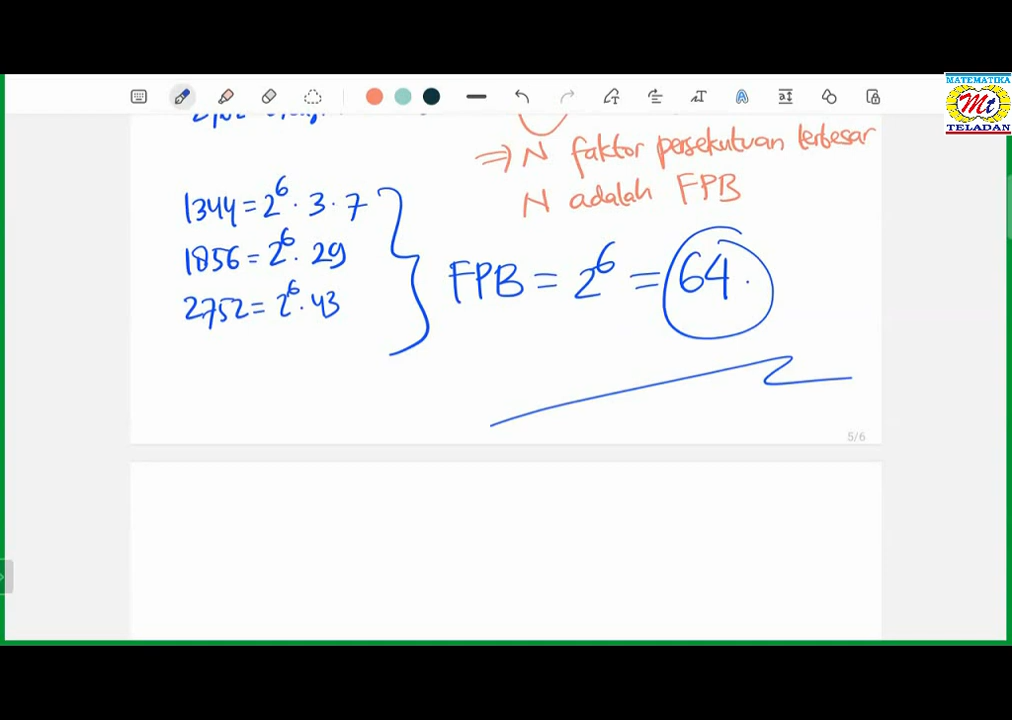 MATEMATIKA
Mt
TELADAN
⇒ N faktor persekutuan terbesar
N adalah FPB
1344 = 2⁶ · 3 · 7
1856 = 2⁶ · 29
2752 = 2⁶ · 43
FPB = 2⁶ = 64.
5/6